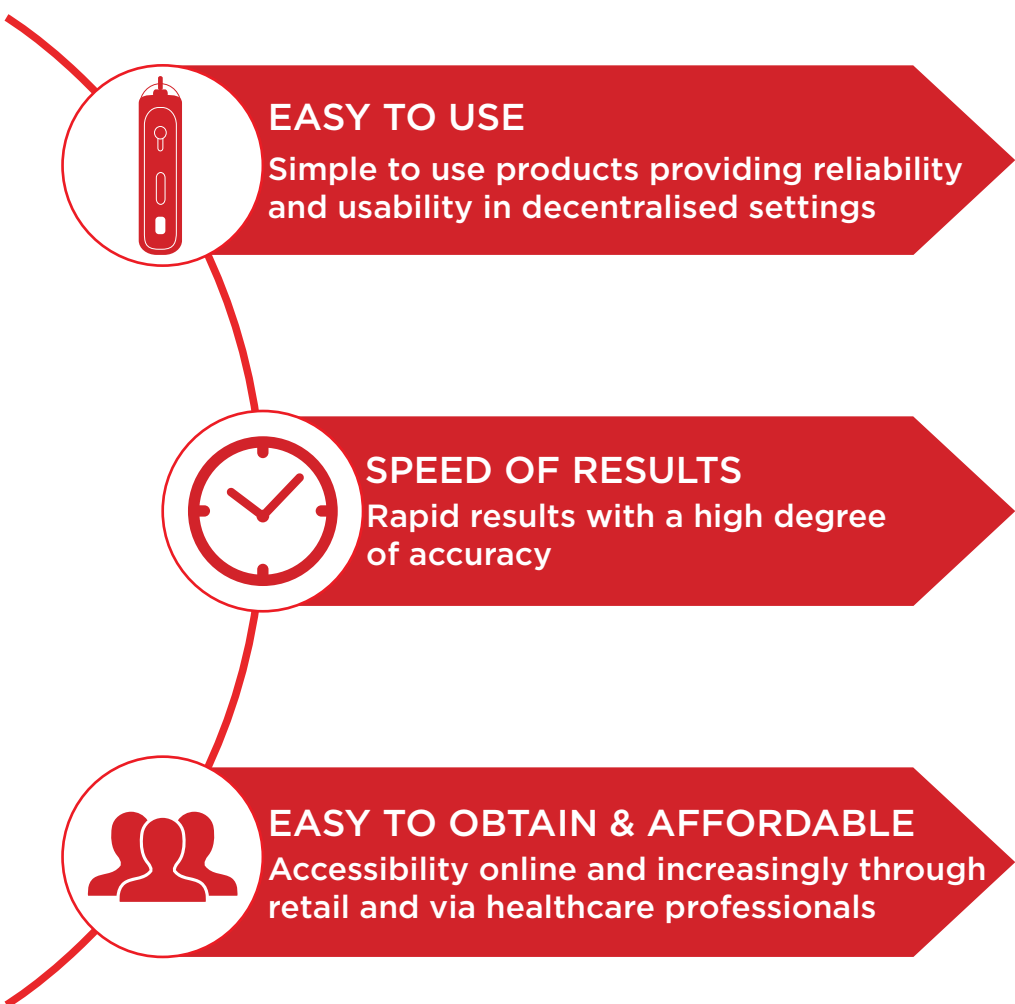 EASY TO USE
Simple to use products providing reliability
and usability in decentralised settings
SPEED OF RESULTS
Rapid results with a high degree
of accuracy
EASY TO OBTAIN & AFFORDABLE
Accessibility online and increasingly through
retail and via healthcare professionals